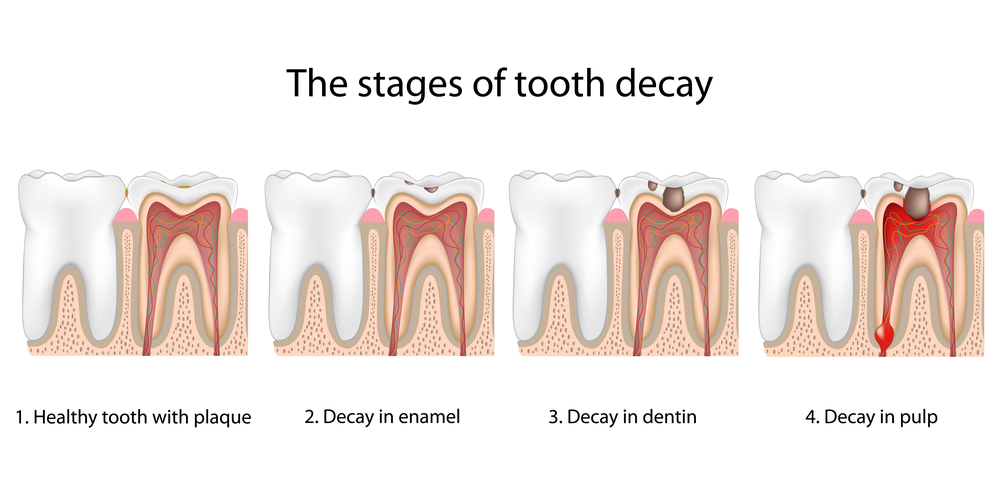 The stages of tooth decay
1. Healthy tooth with plaque
2. Decay in enamel
3. Decay in dentin
4. Decay in pulp